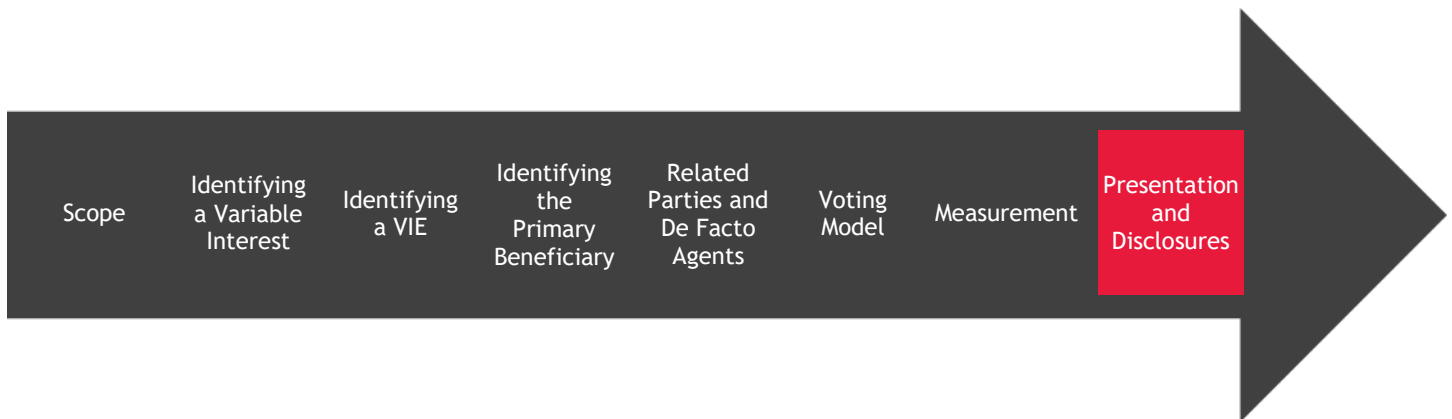 Scope
Identifying
a Variable
Interest
Identifying
a VIE
Identifying
the
Primary
Beneficiary
Related
Parties and
De Facto
Agents
Voting
Model
Measurement
Presentation
and
Disclosures